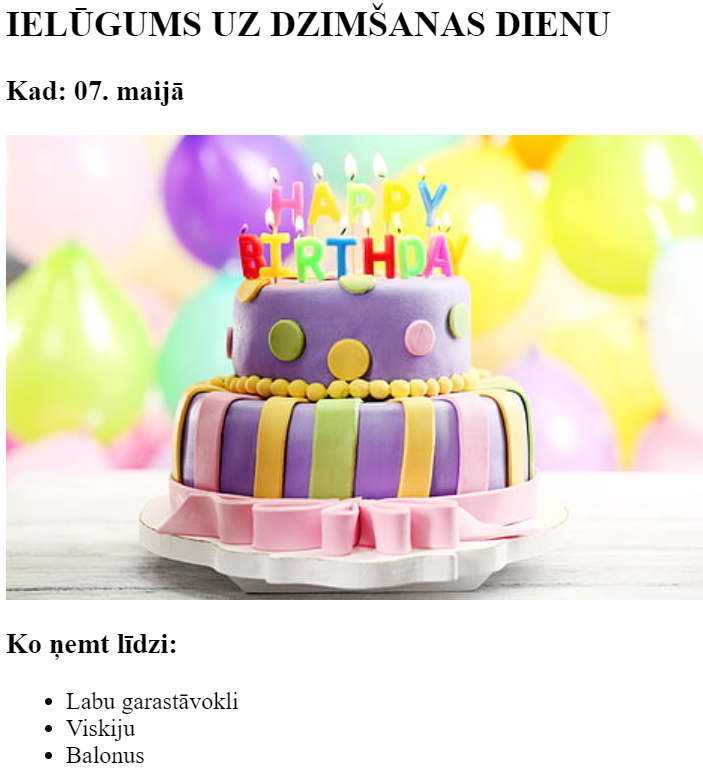 IELŪGUMS UZ DZIMŠANAS DIENU
Kad: 07. maijā
HAPPY
BIRTHDAY
Ko ņemt līdzi:
Labu garastāvokli
Viskiju
Balonus